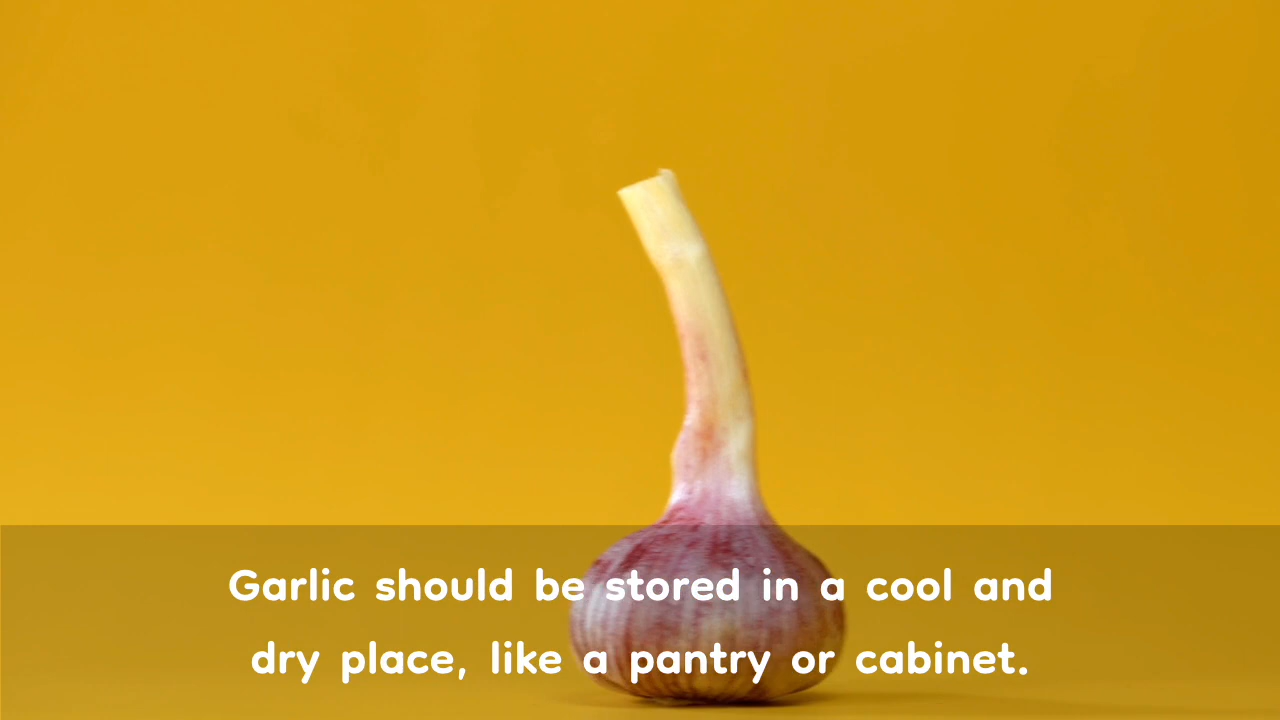 Garlic should be stored in a cool and
dry place, like a pantry or cabinet.